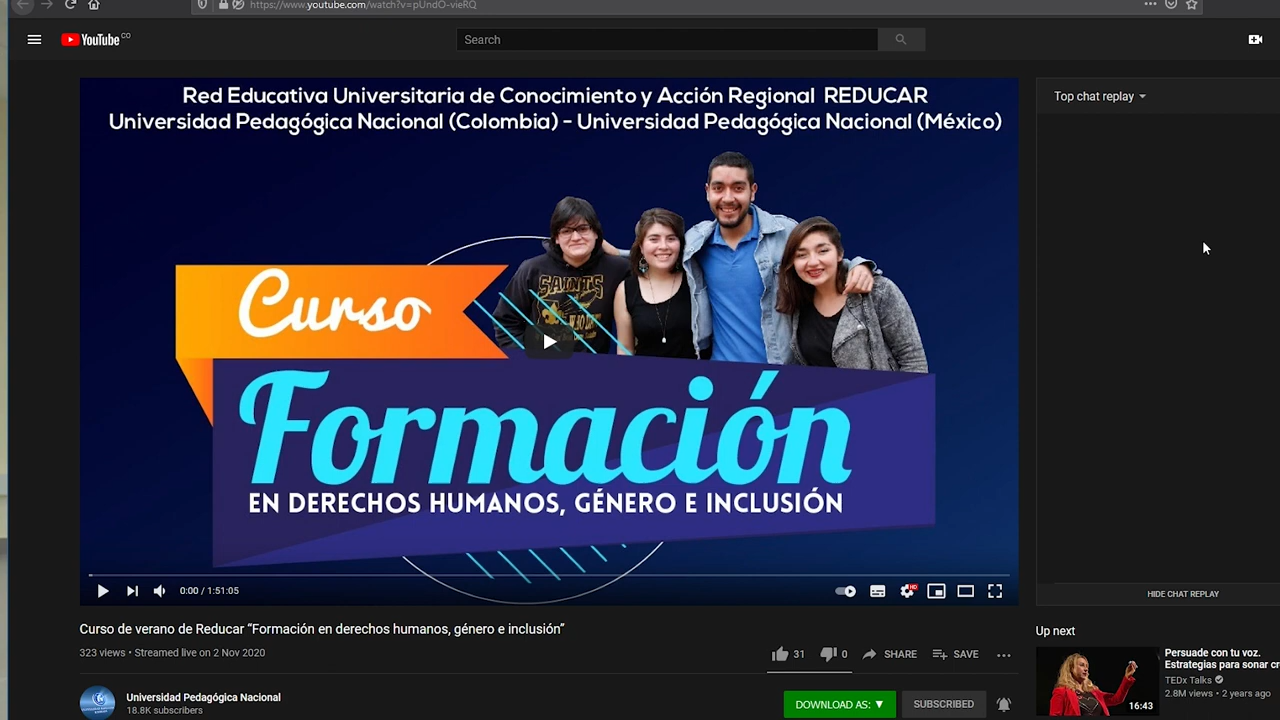 https://www.youtube.com/watch?v=pUndO-vieRQ
YouTube CO
Search
Top chat replay
Red Educativa Universitaria de Conocimiento y Acción Regional REDUCAR
Universidad Pedagógica Nacional (Colombia) - Universidad Pedagógica Nacional (México)
SAINTS
Curso
Formación
EN DERECHOS HUMANOS, GÉNERO E INCLUSIÓN
0:00 / 1:51:05
HD
HIDE CHAT REPLAY
Curso de verano de Reducar “Formación en derechos humanos, género e inclusión”
323 views • Streamed live on 2 Nov 2020
31
0
SHARE
SAVE
Universidad Pedagógica Nacional
18.8K subscribers
DOWNLOAD AS: ▼
SUBSCRIBED
Up next
Persuade con tu voz.
Estrategias para sonar cr
TEDx Talks
2.8M views • 2 years ago
16:43